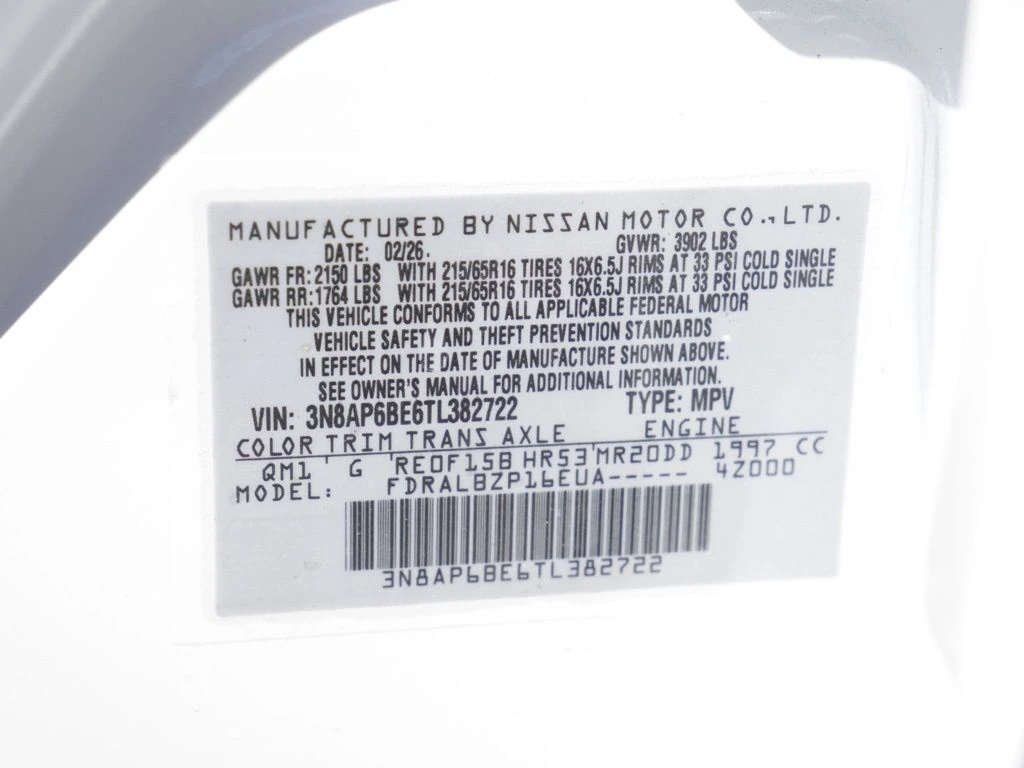 MANUFACTURED BY NISSAN MOTOR CO.,LTD.
DATE: 02/26. GVWR: 3902 LBS
GAWR FR: 2150 LBS WITH 215/65R16 TIRES 16X6.5J RIMS AT 33 PSI COLD SINGLE
GAWR RR: 1764 LBS WITH 215/65R16 TIRES 16X6.5J RIMS AT 33 PSI COLD SINGLE
THIS VEHICLE CONFORMS TO ALL APPLICABLE FEDERAL MOTOR
VEHICLE SAFETY AND THEFT PREVENTION STANDARDS
IN EFFECT ON THE DATE OF MANUFACTURE SHOWN ABOVE.
SEE OWNER'S MANUAL FOR ADDITIONAL INFORMATION.
VIN: 3N8AP6BE6TL382722 TYPE: MPV
COLOR TRIM TRANS AXLE ENGINE
QM1 G RE0F15B HR53 MR20DD 1997 CC
MODEL: FDRALBZP16EUA----- 4Z000
3N8AP6BE6TL382722